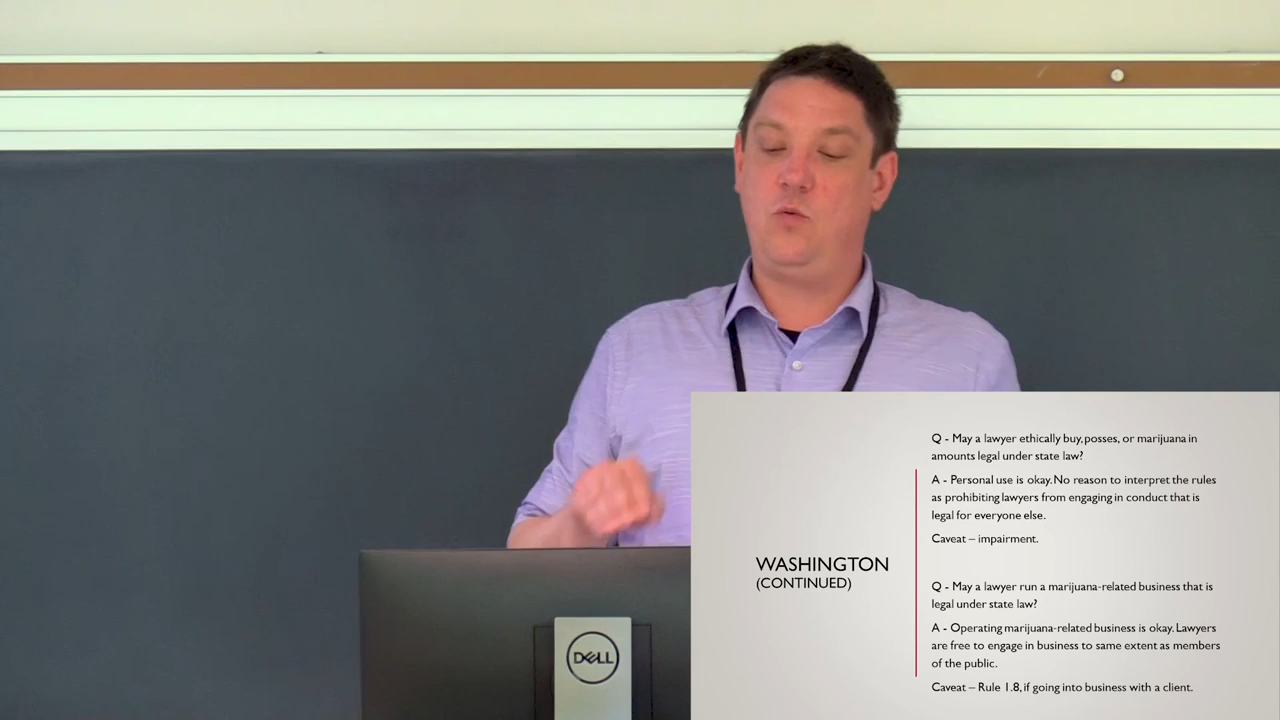 Q - May a lawyer ethically buy, posses, or marijuana in
amounts legal under state law?
A - Personal use is okay. No reason to interpret the rules
as prohibiting lawyers from engaging in conduct that is
legal for everyone else.
Caveat – impairment.
WASHINGTON
(CONTINUED)
Q - May a lawyer run a marijuana-related business that is
legal under state law?
A - Operating marijuana-related business is okay. Lawyers
are free to engage in business to same extent as members
of the public.
Caveat – Rule 1.8, if going into business with a client.
DELL